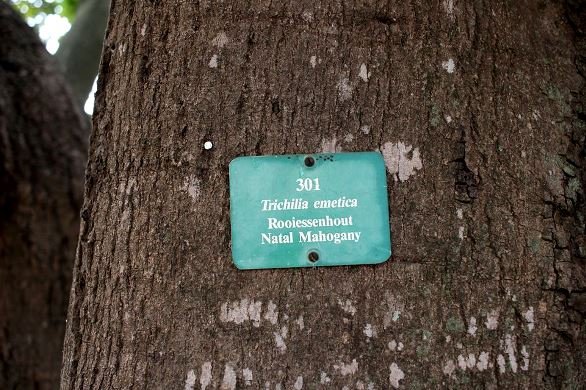 301
Trichilia emetica
Rooiessenhout
Natal Mahogany